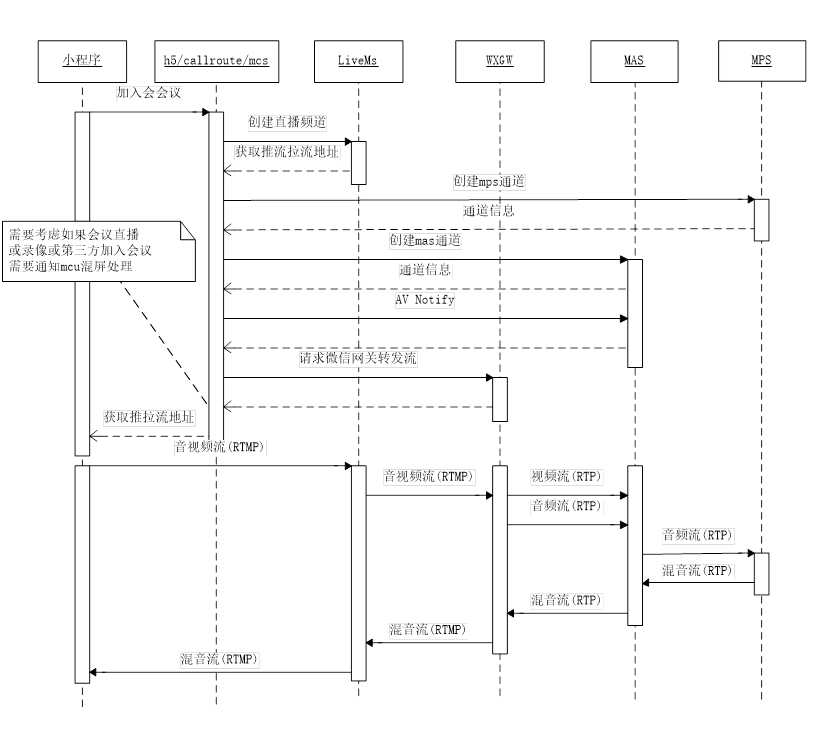 小程序
h5/callroute/mcs
LiveMs
WXGW
MAS
MPS
加入会会议
创建直播频道
获取推流拉流地址
创建mps通道
通道信息
需要考虑如果会议直播
或录像或第三方加入会议
需要通知mcu混屏处理
创建mas通道
通道信息
AV Notify
请求微信网关转发流
获取推拉流地址
音视频流(RTMP)
音视频流(RTMP)
视频流(RTP)
音频流(RTP)
音频流(RTP)
混音流(RTP)
混音流(RTP)
混音流(RTMP)
混音流(RTMP)